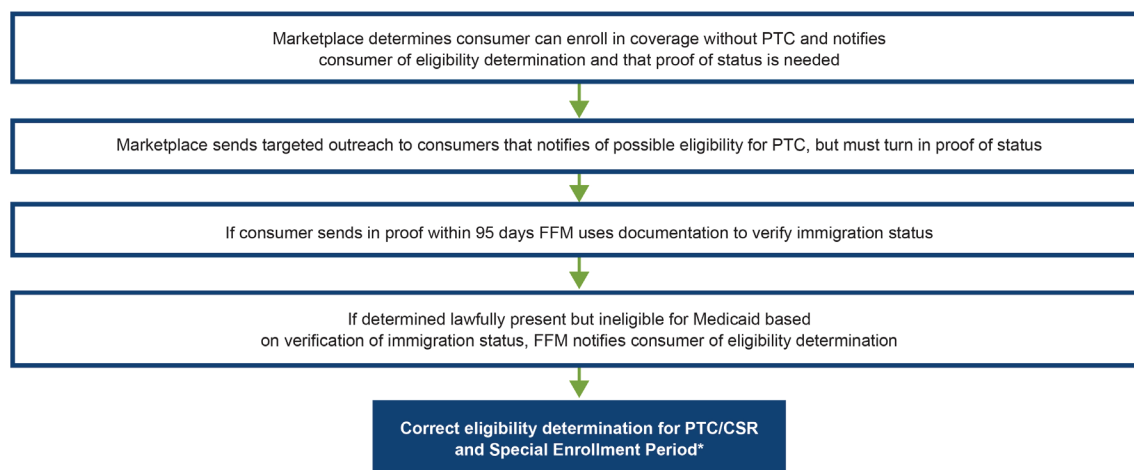 Marketplace determines consumer can enroll in coverage without PTC and notifies
consumer of eligibility determination and that proof of status is needed
Marketplace sends targeted outreach to consumers that notifies of possible eligibility for PTC, but must turn in proof of status
If consumer sends in proof within 95 days FFM uses documentation to verify immigration status
If determined lawfully present but ineligible for Medicaid based
on verification of immigration status, FFM notifies consumer of eligibility determination
Correct eligibility determination for PTC/CSR
and Special Enrollment Period*